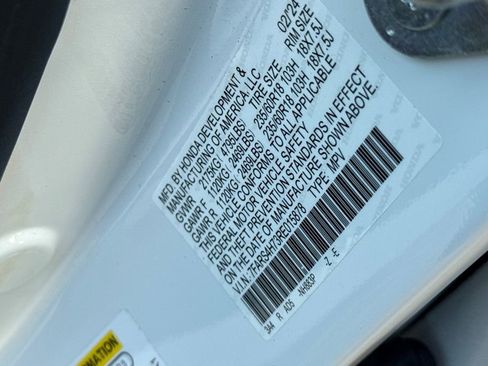 MFD BY HONDA DEVELOPMENT & 02/24
MANUFACTURING OF AMERICA, LLC
GVWR 2175KG (4795LBS) TIRE SIZE RIM SIZE
GAWR F 1120KG (2469LBS) 235/60R18 103H 18X7.5J
GAWR R 1120KG (2469LBS) 235/60R18 103H 18X7.5J
THIS VEHICLE CONFORMS TO ALL APPLICABLE
FEDERAL MOTOR VEHICLE SAFETY
AND THEFT PREVENTION STANDARDS IN EFFECT
ON THE DATE OF MANUFACTURE SHOWN ABOVE.
V.I.N. TYPE: MPV
3A4 R AD5 -NH883P -Z -E